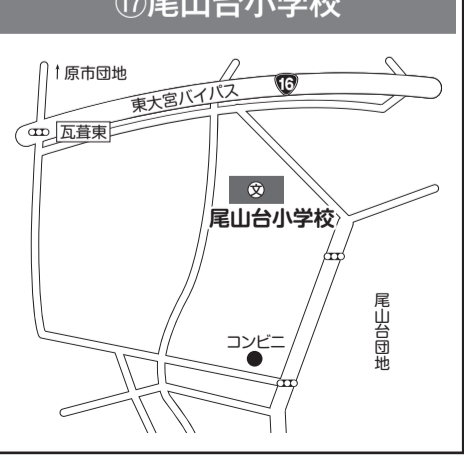 ⑰尾山台小学校
↑原市団地
東大宮バイパス
16
瓦葺東
文
尾山台小学校
尾山台団地
コンビニ